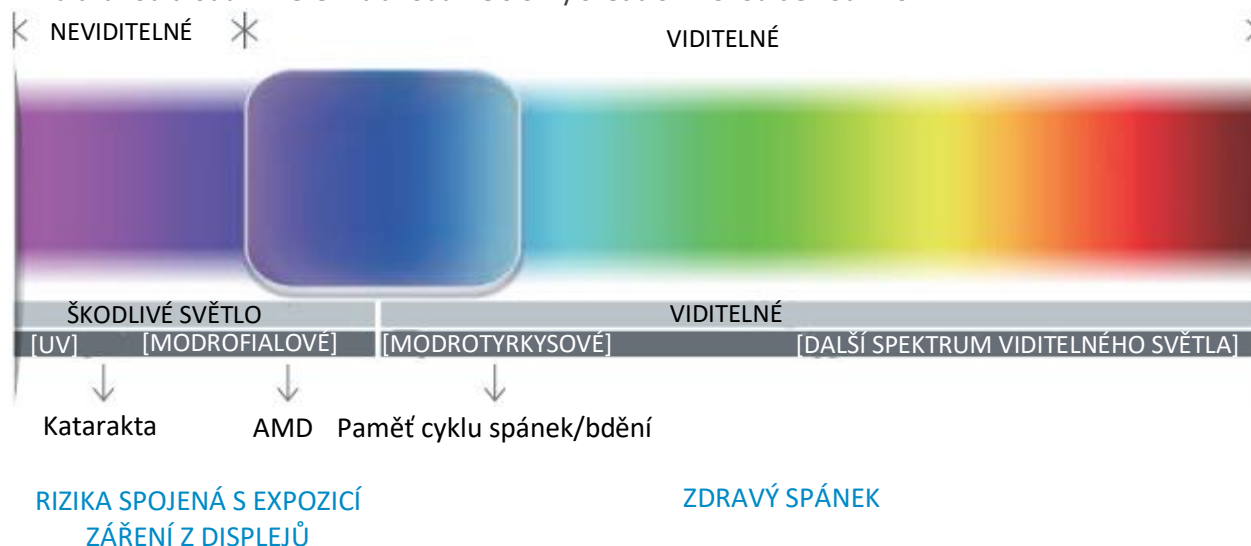 NEVIDITELNÉ
VIDITELNÉ
ŠKODLIVÉ SVĚTLO
VIDITELNÉ
[UV]
[MODROFIALOVÉ]
[MODROTYRKYSOVÉ]
[DALŠÍ SPEKTRUM VIDITELNÉHO SVĚTLA]
Katarakta
AMD
Paměť cyklu spánek/bdění
RIZIKA SPOJENÁ S EXPOZICÍ
ZÁŘENÍ Z DISPLEJŮ
ZDRAVÝ SPÁNEK